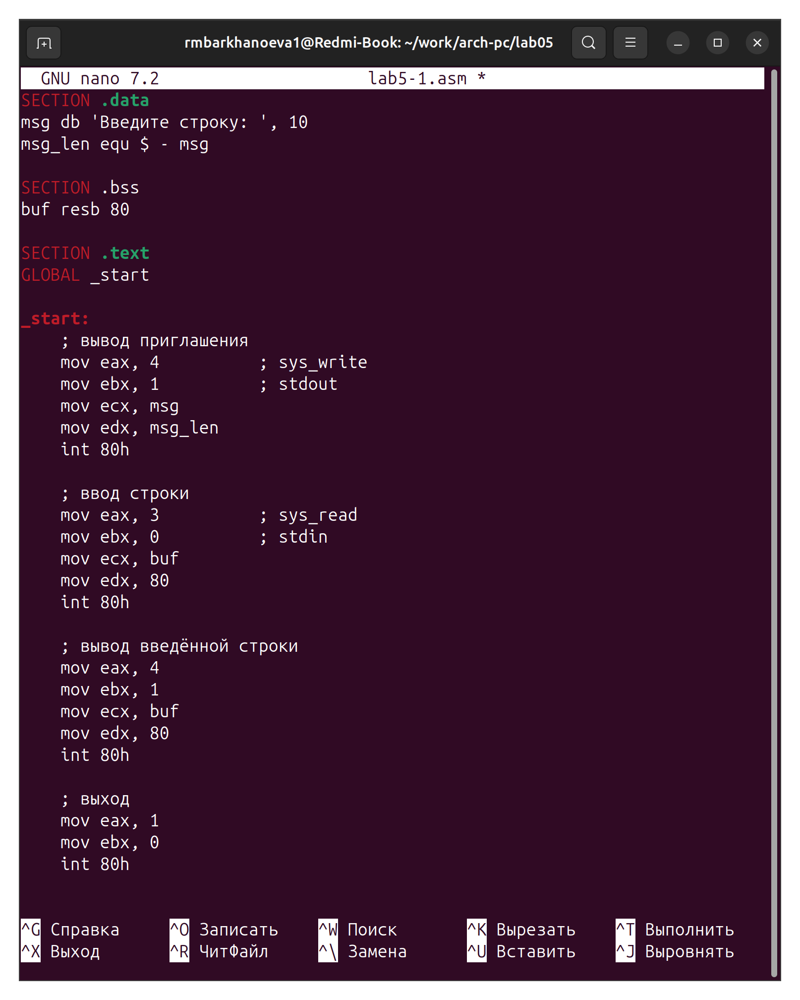 rmbarkhanoeva1@Redmi-Book: ~/work/arch-pc/lab05
GNU nano 7.2 lab5-1.asm *
SECTION .data
msg db 'Введите строку: ', 10
msg_len equ $ - msg
SECTION .bss
buf resb 80
SECTION .text
GLOBAL _start
_start:
; вывод приглашения
mov eax, 4 ; sys_write
mov ebx, 1 ; stdout
mov ecx, msg
mov edx, msg_len
int 80h
; ввод строки
mov eax, 3 ; sys_read
mov ebx, 0 ; stdin
mov ecx, buf
mov edx, 80
int 80h
; вывод введённой строки
mov eax, 4
mov ebx, 1
mov ecx, buf
mov edx, 80
int 80h
; выход
mov eax, 1
mov ebx, 0
int 80h
^G Справка ^O Записать ^W Поиск ^K Вырезать ^T Выполнить
^X Выход ^R ЧитФайл ^\ Замена ^U Вставить ^J Выровнять